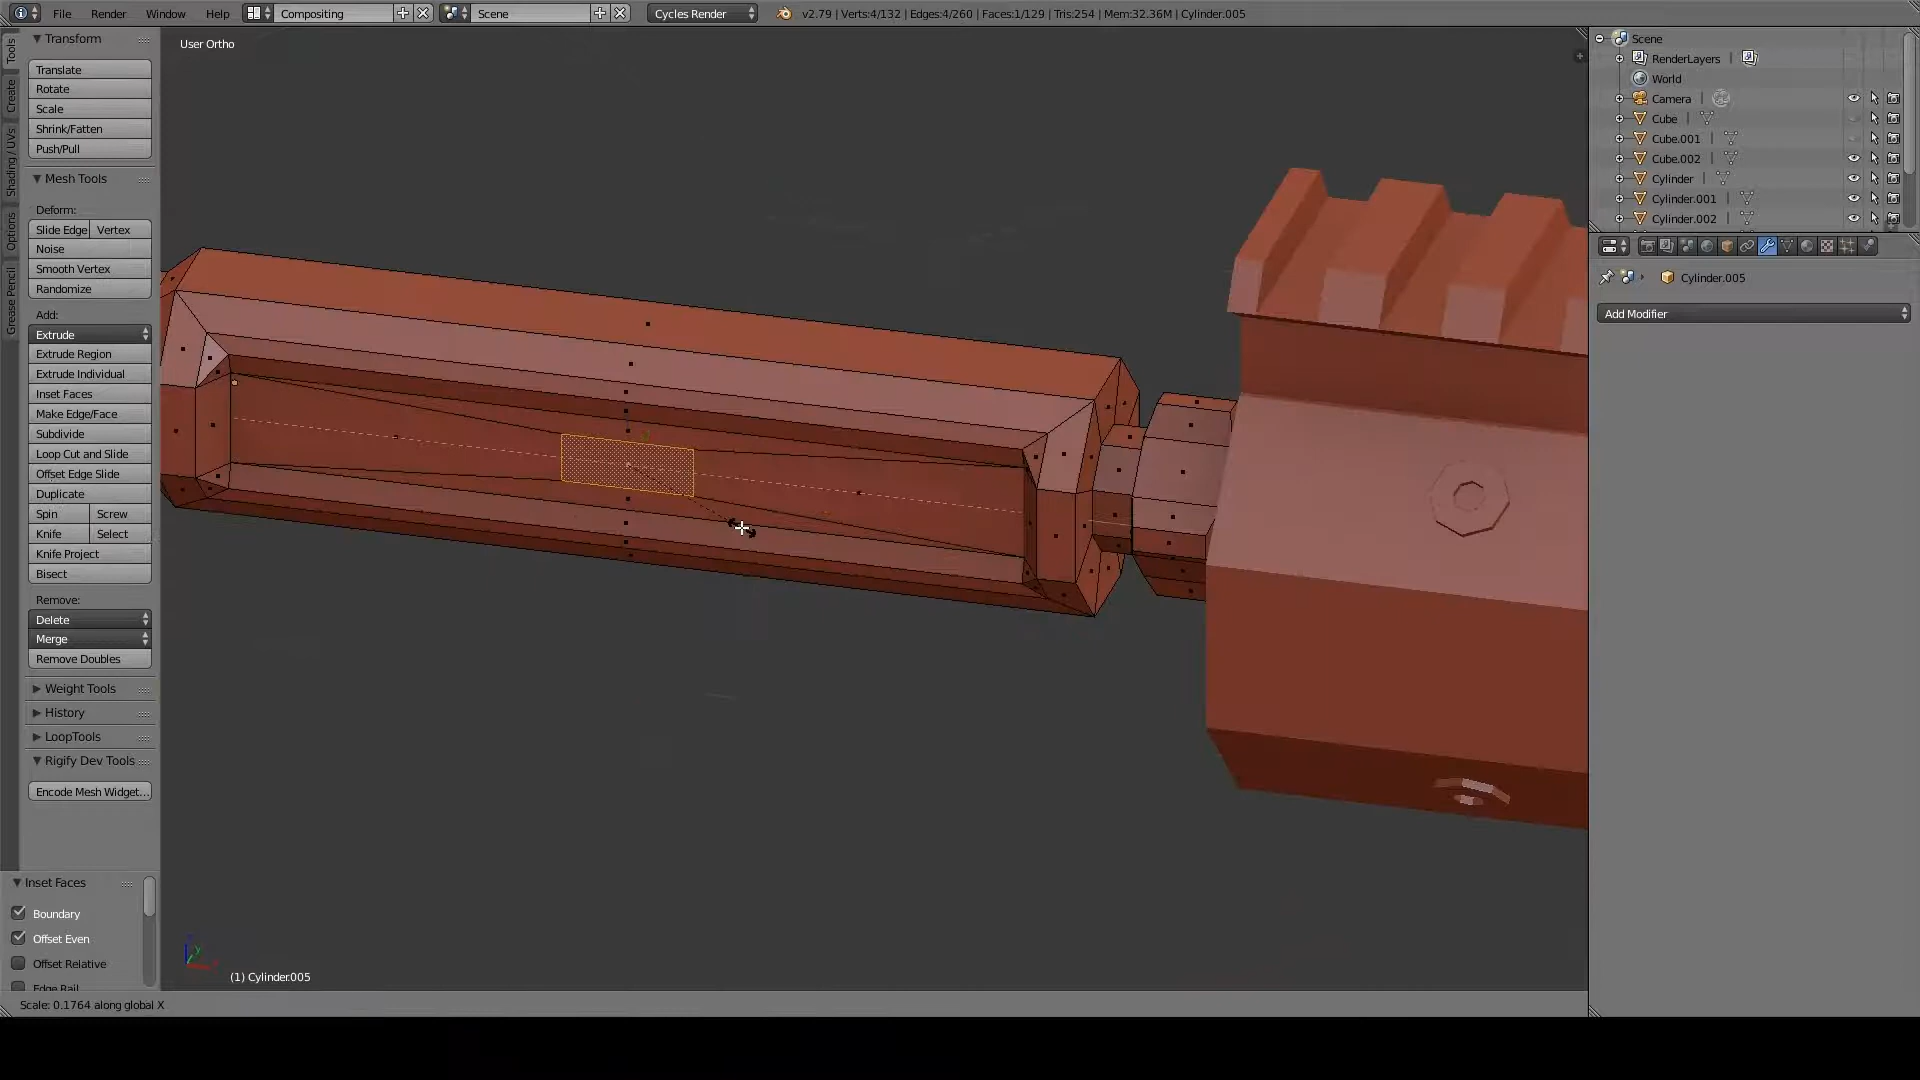 File Render Window Help Compositing Scene Cycles Render v2.79 | Verts:4/132 | Edges:4/260 | Faces:1/129 | Tris:254 | Mem:32.36M | Cylinder.005
User Ortho
Tools
Create
Shading / UVs
Options
Grease Pencil
Transform
Translate
Rotate
Scale
Shrink/Fatten
Push/Pull
Mesh Tools
Deform:
Slide Edge Vertex
Noise
Smooth Vertex
Randomize
Add:
Extrude
Extrude Region
Extrude Individual
Inset Faces
Make Edge/Face
Subdivide
Loop Cut and Slide
Offset Edge Slide
Duplicate
Spin Screw
Knife Select
Knife Project
Bisect
Remove:
Delete
Merge
Remove Doubles
Weight Tools
History
LoopTools
Rigify Dev Tools
Encode Mesh Widget...
Inset Faces
Boundary
Offset Even
Offset Relative
Edge Rail
(1) Cylinder.005
Scale: 0.1764 along global X
Scene
RenderLayers
World
Camera
Cube
Cube.001
Cube.002
Cylinder
Cylinder.001
Cylinder.002
Cylinder.005
Add Modifier